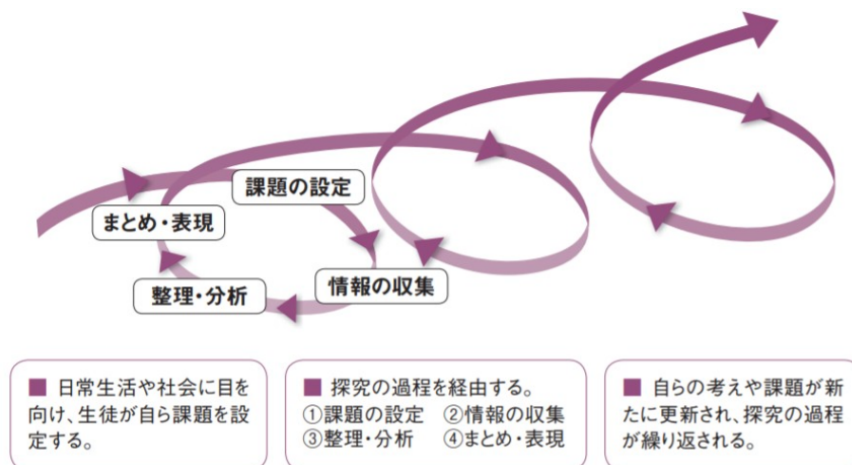 課題の設定
まとめ・表現
情報の収集
整理・分析
■ 日常生活や社会に目を
向け、生徒が自ら課題を設
定する。
■ 探究の過程を経由する。
①課題の設定 ②情報の収集
③整理・分析 ④まとめ・表現
■ 自らの考えや課題が新
たに更新され、探究の過程
が繰り返される。